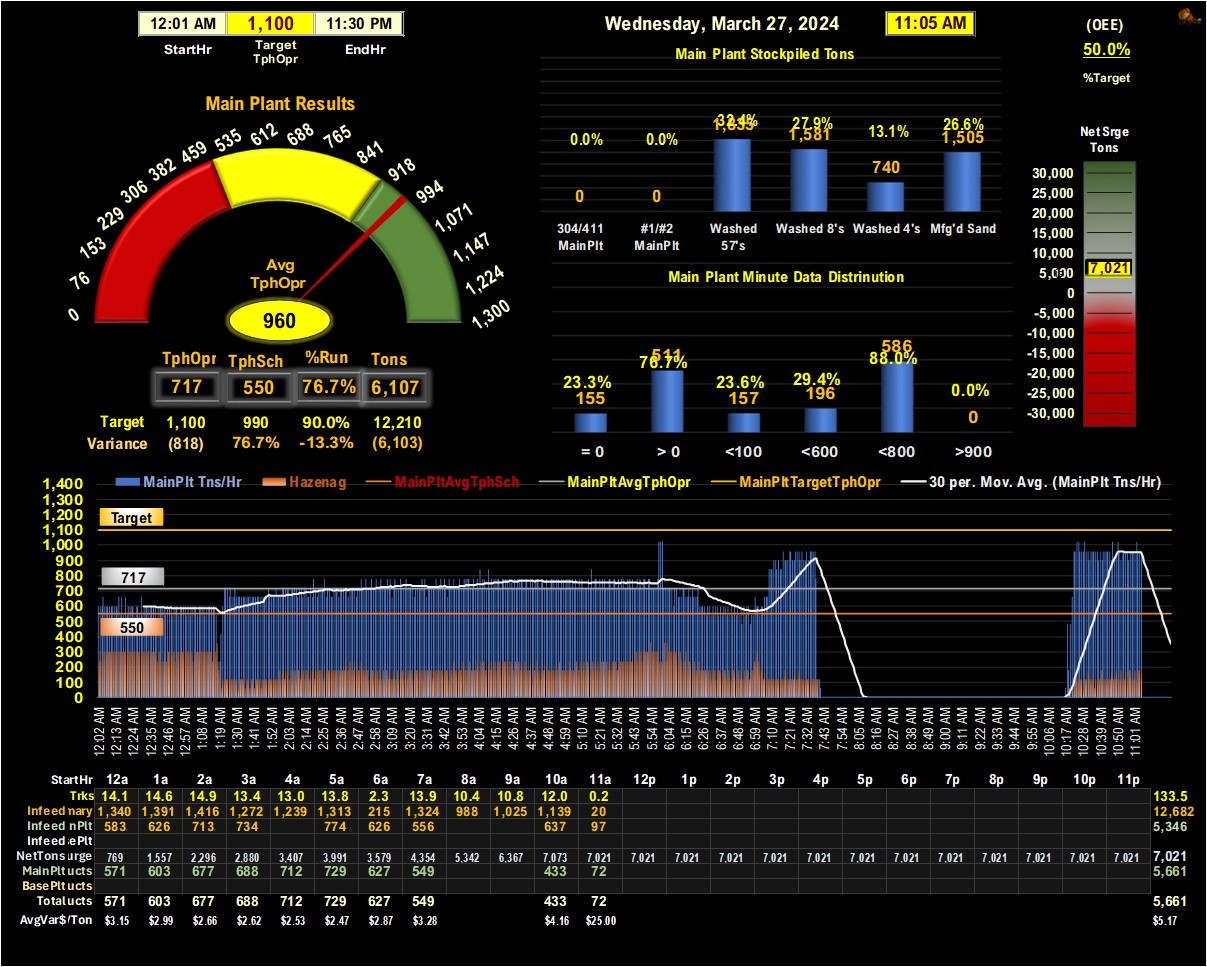 12:01 AM 1,100 11:30 PM
StartHr Target TphOpr EndHr
Wednesday, March 27, 2024 11:05 AM
(OEE)
50.0%
%Target
Main Plant Results
0 76 153 229 306 382 459 535 612 688 765 841 918 994 1,071 1,147 1,224 1,300
Avg
TphOpr
960
TphOpr TphSch %Run Tons
717 550 76.7% 6,107
Target 1,100 990 90.0% 12,210
Variance (818) 76.7% -13.3% (6,103)
Main Plant Stockpiled Tons
0.0% 0.0% 32.4% 27.9% 13.1% 26.6%
0 0 1,835 1,581 740 1,505
304/411 MainPlt #1/#2 MainPlt Washed 57's Washed 8's Washed 4's Mfg'd Sand
Main Plant Minute Data Distrinution
23.3% 76.7% 23.6% 29.4% 88.0% 0.0%
155 511 157 196 586 0
= 0 > 0 <100 <600 <800 >900
Net Srge
Tons
30,000
25,000
20,000
15,000
10,000
5,000
0
-5,000
-10,000
-15,000
-20,000
-25,000
-30,000
7,021
MainPlt Tns/Hr Hazenag MainPltAvgTphSch MainPltAvgTphOpr MainPltTargetTphOpr 30 per. Mov. Avg. (MainPlt Tns/Hr)
1,400
1,300
1,200
1,100
1,000
900
800
700
600
500
400
300
200
100
0
Target
717
550
12:02 AM 12:13 AM 12:24 AM 12:35 AM 12:46 AM 12:57 AM 1:08 AM 1:19 AM 1:30 AM 1:41 AM 1:52 AM 2:03 AM 2:14 AM 2:25 AM 2:36 AM 2:47 AM 2:58 AM 3:09 AM 3:20 AM 3:31 AM 3:42 AM 3:53 AM 4:04 AM 4:15 AM 4:26 AM 4:37 AM 4:48 AM 4:59 AM 5:10 AM 5:21 AM 5:32 AM 5:43 AM 5:54 AM 6:04 AM 6:15 AM 6:26 AM 6:37 AM 6:48 AM 6:59 AM 7:10 AM 7:21 AM 7:32 AM 7:43 AM 7:54 AM 8:05 AM 8:16 AM 8:27 AM 8:38 AM 8:49 AM 9:00 AM 9:11 AM 9:22 AM 9:33 AM 9:44 AM 9:55 AM 10:06 AM 10:17 AM 10:28 AM 10:39 AM 10:50 AM 11:01 AM
StartHr 12a 1a 2a 3a 4a 5a 6a 7a 8a 9a 10a 11a 12p 1p 2p 3p 4p 5p 6p 7p 8p 9p 10p 11p
Trks 14.1 14.6 14.9 13.4 13.0 13.8 2.3 13.9 10.4 10.8 12.0 0.2 133.5
Infeed nary 1,340 1,391 1,416 1,272 1,239 1,313 215 1,324 988 1,025 1,139 20 12,682
Infeed nPlt 583 626 713 734 774 626 556 637 97 5,346
Infeed ePlt
NetTons urge 769 1,557 2,296 2,880 3,407 3,991 3,579 4,354 5,342 6,367 7,073 7,021 7,021 7,021 7,021 7,021 7,021 7,021 7,021 7,021 7,021 7,021 7,021 7,021 7,021
MainPlt ucts 571 603 677 688 712 729 627 549 433 72 5,661
BasePlt ucts
Total ucts 571 603 677 688 712 729 627 549 433 72 5,661
AvgVar$/Ton $3.15 $2.99 $2.66 $2.62 $2.53 $2.47 $2.87 $3.28 $4.16 $25.00 $5.17